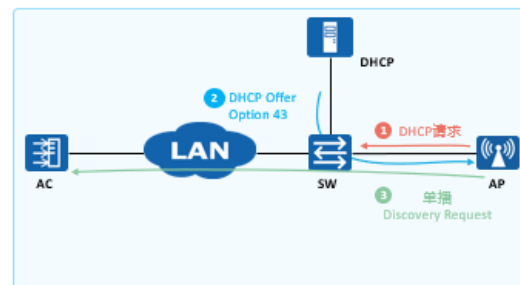 DHCP
2 DHCP Offer
Option 43
1 DHCP请求
LAN
AC
SW
AP
3 单播
Discovery Request